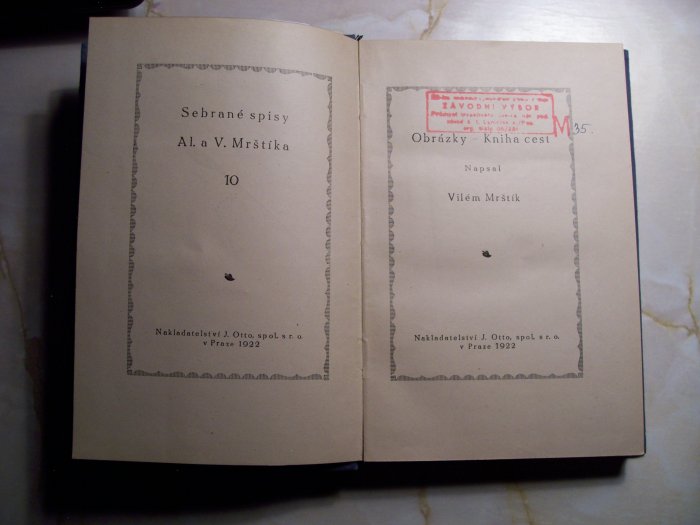 Sebrané spisy
Al. a V. Mrštíka
10
Nakladatelství J. Otto, spol. s r. o.
v Praze 1922
ZÁVODNÍ VÝBOR
M 35.
Obrázky – Kniha cest
Napsal
Vilém Mrštík
Nakladatelství J. Otto, spol. s r. o.
v Praze 1922